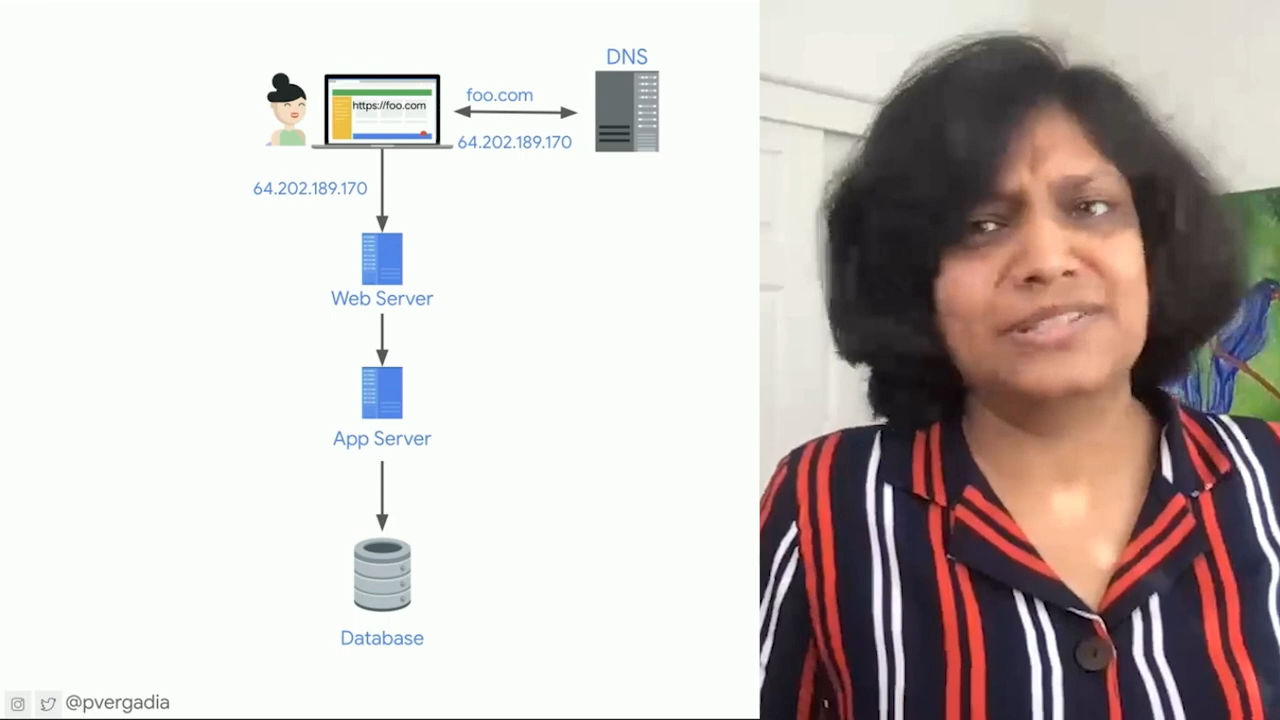 DNS
https://foo.com
foo.com
64.202.189.170
64.202.189.170
Web Server
App Server
Database
@pvergadia